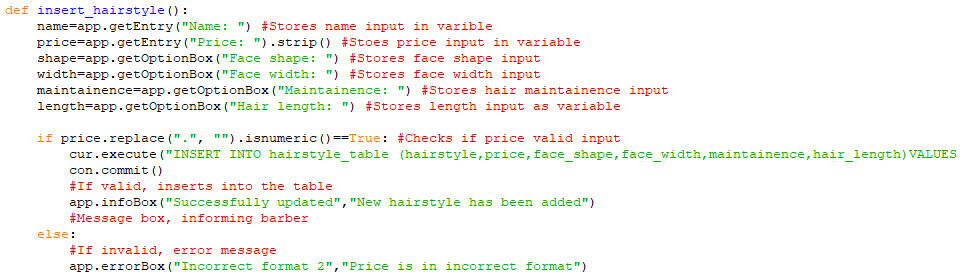 def insert_hairstyle():
    name=app.getEntry("Name: ") #Stores name input in varible
    price=app.getEntry("Price: ").strip() #Stoes price input in variable
    shape=app.getOptionBox("Face shape: ") #Stores face shape input
    width=app.getOptionBox("Face width: ") #Stores face width input
    maintainence=app.getOptionBox("Maintainence: ") #Stores hair maintainence input
    length=app.getOptionBox("Hair length: ") #Stores length input as variable
    if price.replace(".", "").isnumeric()==True: #Checks if price valid input
        cur.execute("INSERT INTO hairstyle_table (hairstyle,price,face_shape,face_width,maintainence,hair_length)VALUES
        con.commit()
        #If valid, inserts into the table
        app.infoBox("Successfully updated","New hairstyle has been added")
        #Message box, informing barber
    else:
        #If invalid, error message
        app.errorBox("Incorrect format 2","Price is in incorrect format")